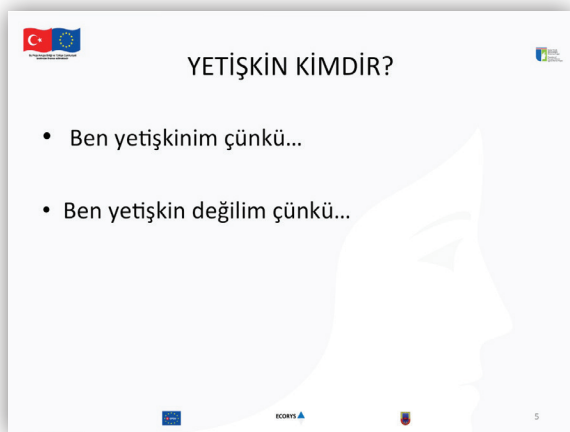 YETİŞKİN KİMDİR?
• Ben yetişkinim çünkü…
• Ben yetişkin değilim çünkü…
ECORYS
5